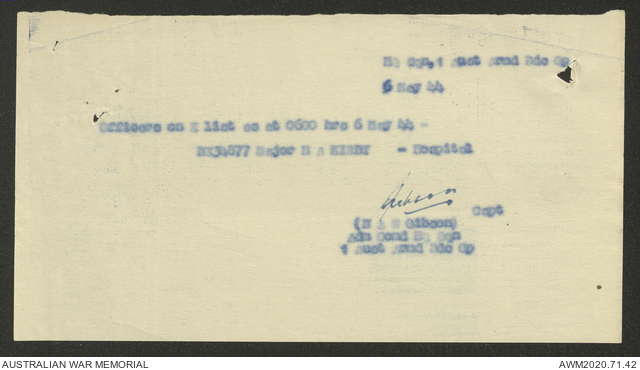 Hq Sqn, 1 Aust Armd Bde Gp
6 May 44
Officers on X list as at 0600 hrs 6 May 44 -
Major KIRBY - Hospital
Gibson
Capt
(Gibson)
Adm Comd Hq Sqn
1 Aust Armd Bde Gp
AUSTRALIAN WAR MEMORIAL
AWM2020.71.42